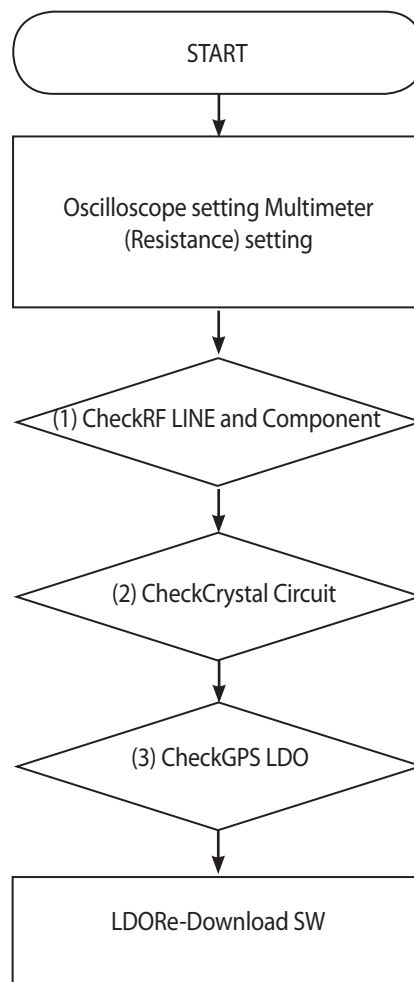 START
Oscilloscope setting Multimeter
(Resistance) setting
(1) CheckRF LINE and Component
(2) CheckCrystal Circuit
(3) CheckGPS LDO
LDORe-Download SW